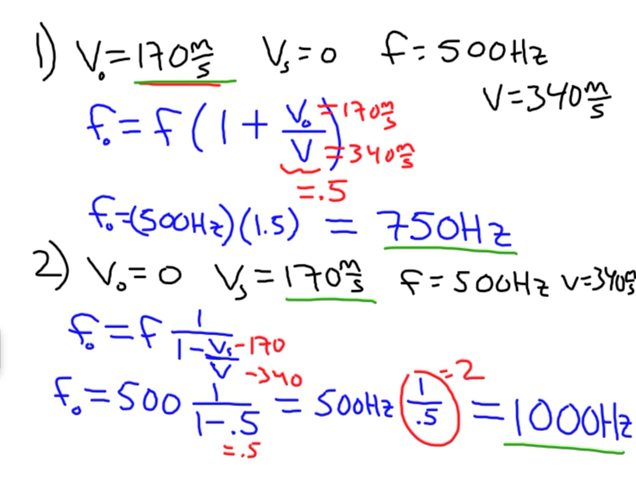 1) V₀=170 m/s   Vₛ=0   f=500Hz
V=340 m/s
f₀ = f(1 + V₀/V) =170 m/s =340 m/s
=.5
f₀=(500Hz)(1.5) = 750Hz
2) V₀=0   Vₛ=170 m/s   f=500Hz   V=340 m/s
f₀ = f 1/(1-Vₛ/V) -170 -340
f₀ = 500 1/(1-.5) = 500Hz (1/.5) =2 = 1000Hz
=.5